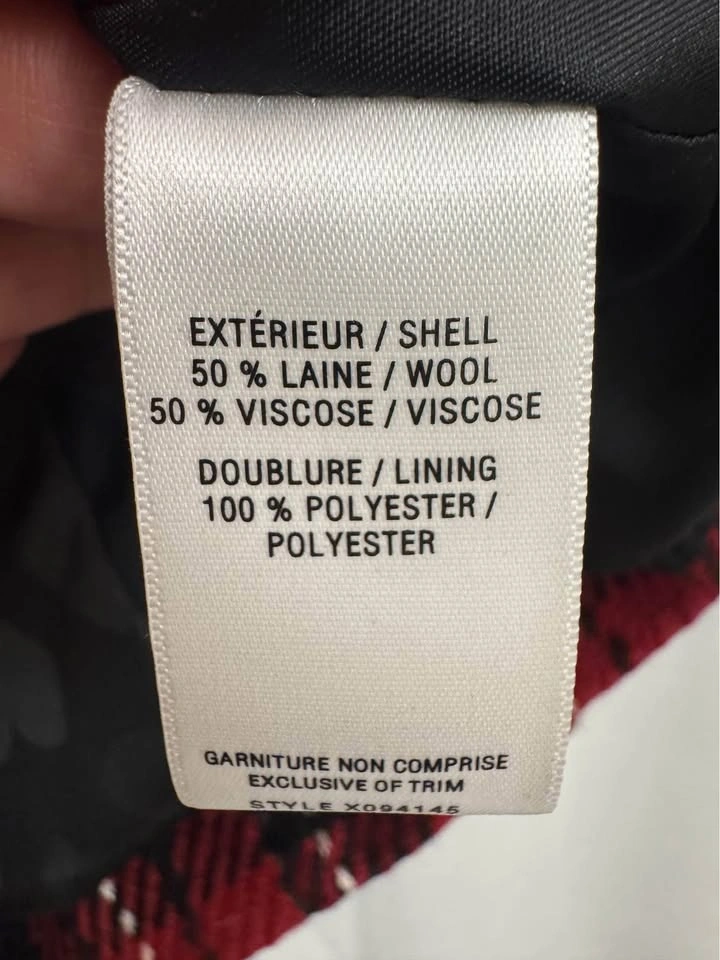 EXTÉRIEUR / SHELL
50 % LAINE / WOOL
50 % VISCOSE / VISCOSE
DOUBLURE / LINING
100 % POLYESTER /
POLYESTER
GARNITURE NON COMPRISE
EXCLUSIVE OF TRIM
STYLE X094145